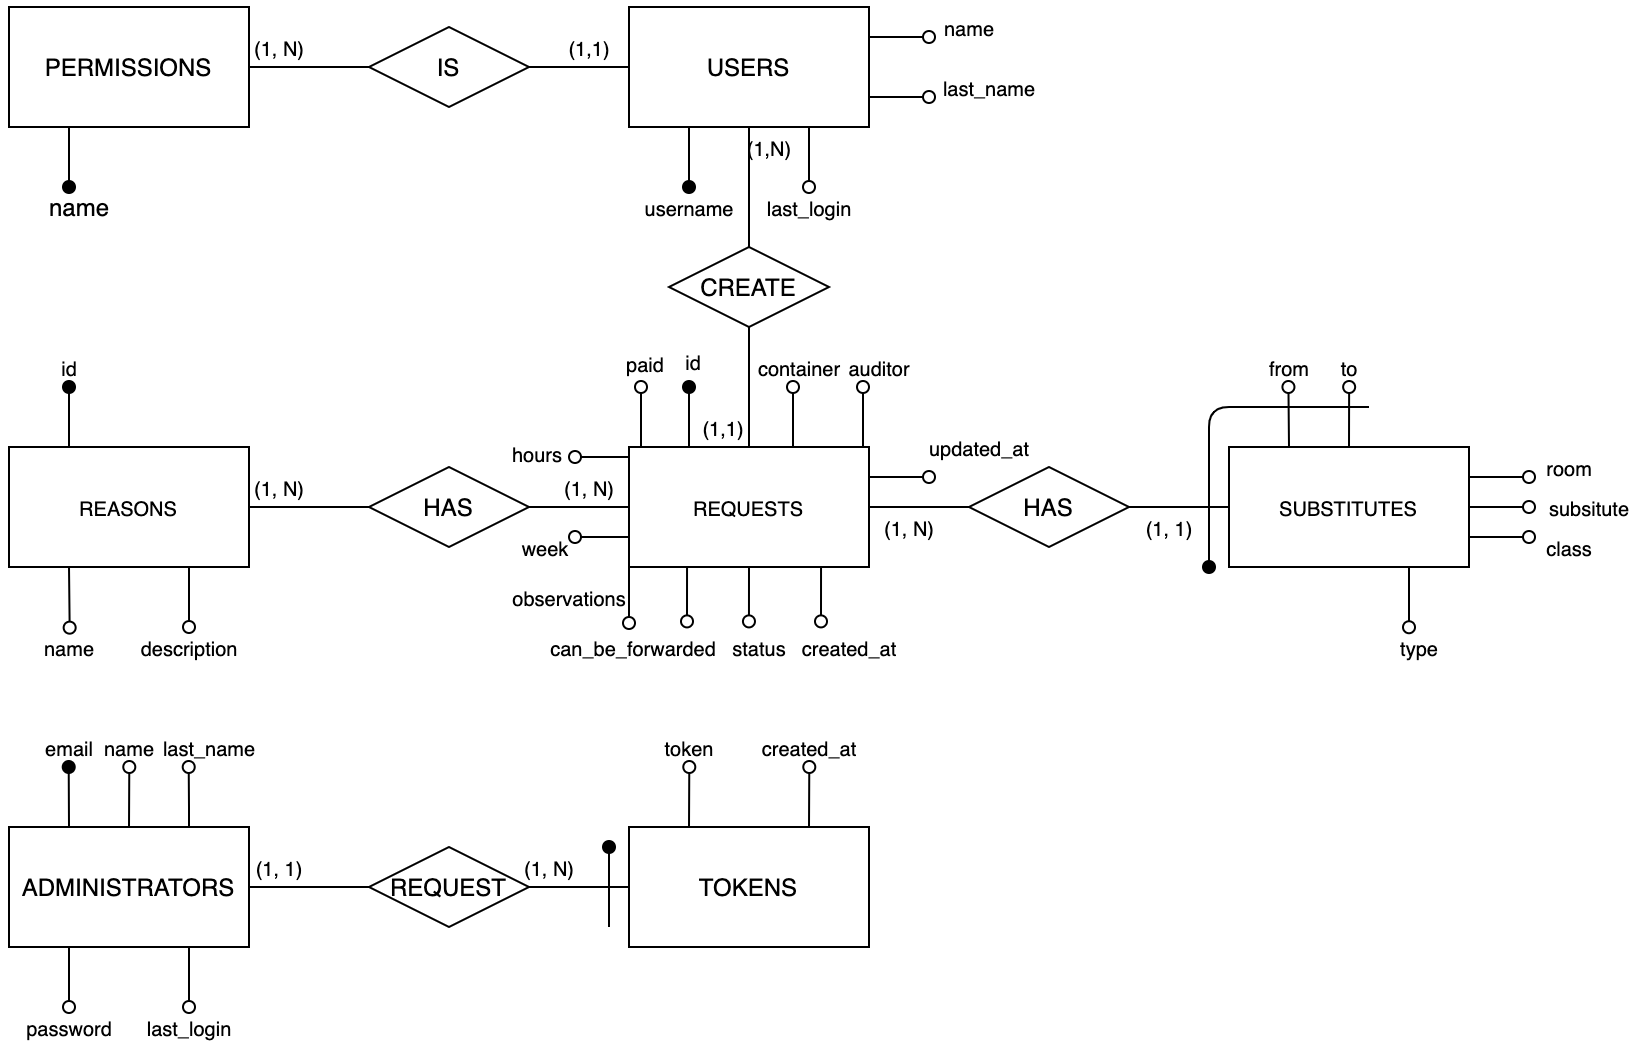 PERMISSIONS
(1, N)
IS
(1,1)
USERS
name
last_name
name
(1,N)
username
last_login
CREATE
id
REASONS
(1, N)
HAS
(1, N)
name
description
paid
id
container
auditor
(1,1)
hours
updated_at
REQUESTS
week
observations
can_be_forwarded
status
created_at
(1, N)
HAS
(1, 1)
from
to
SUBSTITUTES
room
subsitute
class
type
email
name
last_name
ADMINISTRATORS
(1, 1)
REQUEST
(1, N)
password
last_login
token
created_at
TOKENS